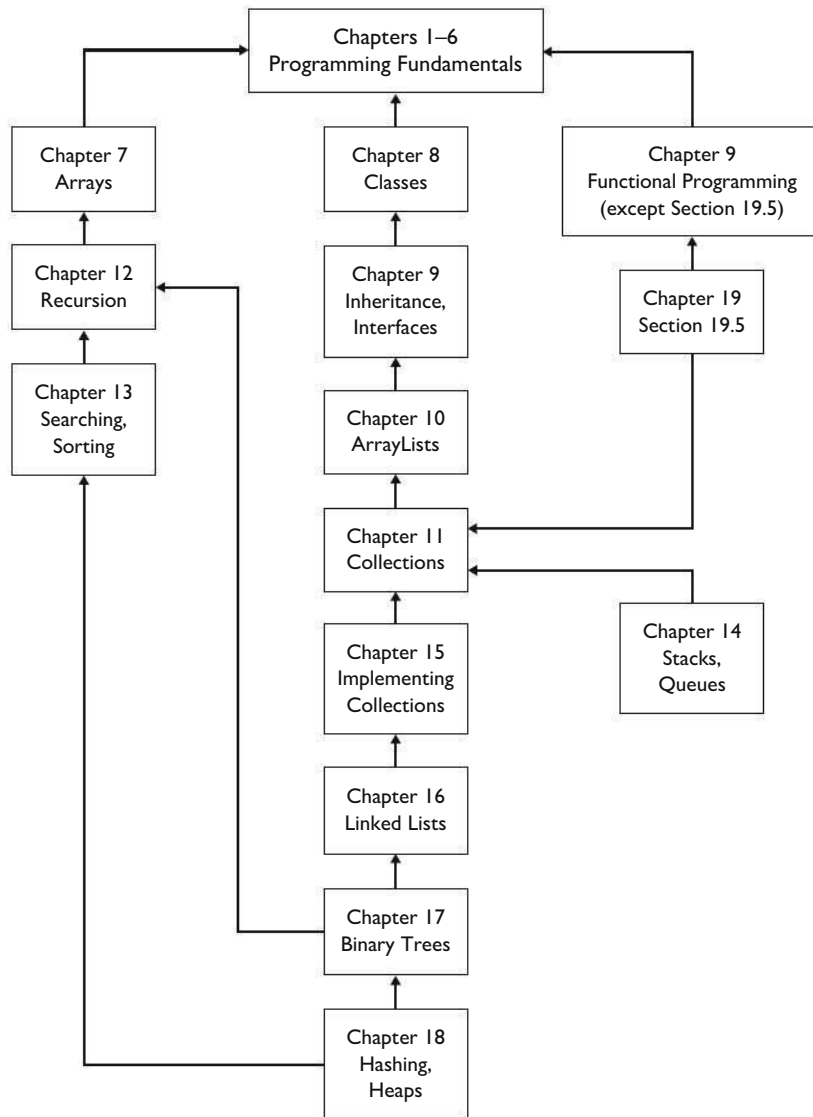 Chapters 1–6
Programming Fundamentals
Chapter 7
Arrays
Chapter 8
Classes
Chapter 9
Functional Programming
(except Section 19.5)
Chapter 12
Recursion
Chapter 9
Inheritance,
Interfaces
Chapter 19
Section 19.5
Chapter 13
Searching,
Sorting
Chapter 10
ArrayLists
Chapter 11
Collections
Chapter 14
Stacks,
Queues
Chapter 15
Implementing
Collections
Chapter 16
Linked Lists
Chapter 17
Binary Trees
Chapter 18
Hashing,
Heaps